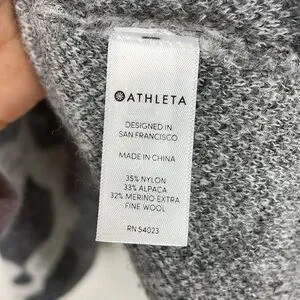 ATHLETA
DESIGNED IN
SAN FRANCISCO
MADE IN CHINA
35% NYLON
33% ALPACA
32% MERINO EXTRA
FINE WOOL
RN 54023